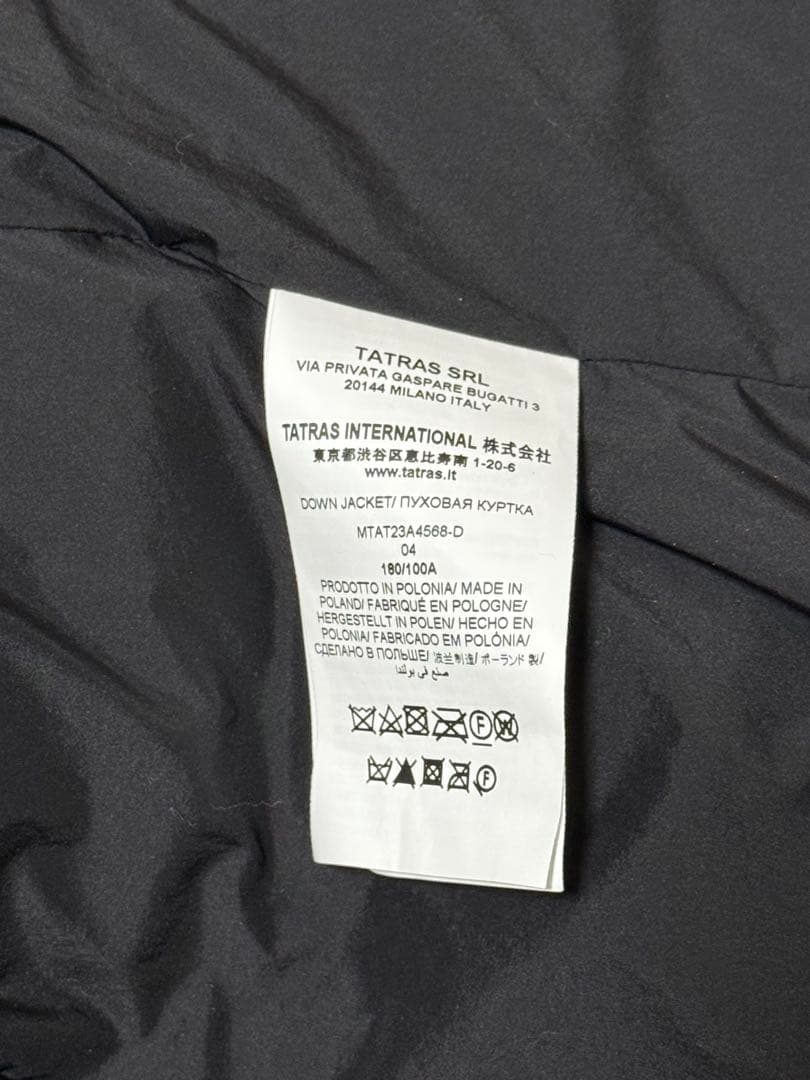 TATRAS SRL
VIA PRIVATA GASPARE BUGATTI 3
20144 MILANO ITALY
TATRAS INTERNATIONAL 株式会社
東京都渋谷区恵比寿南 1-20-6
www.tatras.it
DOWN JACKET/ ПУХОВАЯ КУРТКА
MTAT23A4568-D
04
180/100A
PRODOTTO IN POLONIA/ MADE IN
POLAND/ FABRIQUÉ EN POLOGNE/
HERGESTELLT IN POLEN/ HECHO EN
POLONIA/ FABRICADO EM POLÓNIA/
СДЕЛАНО В ПОЛЬШЕ/ 波兰制造/ ポーランド 製/
صنع في بولندا
F W
F